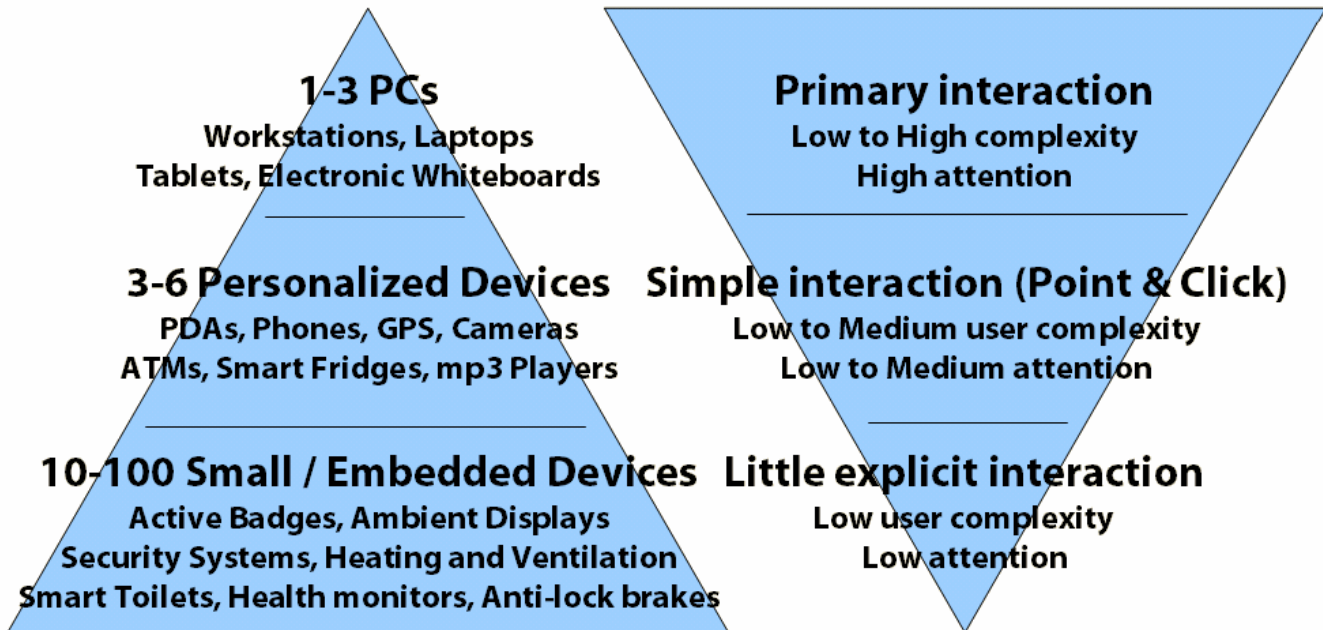 1-3 PCs
Workstations, Laptops
Tablets, Electronic Whiteboards
3-6 Personalized Devices
PDAs, Phones, GPS, Cameras
ATMs, Smart Fridges, mp3 Players
10-100 Small / Embedded Devices
Active Badges, Ambient Displays
Security Systems, Heating and Ventilation
Smart Toilets, Health monitors, Anti-lock brakes
Primary interaction
Low to High complexity
High attention
Simple interaction (Point & Click)
Low to Medium user complexity
Low to Medium attention
Little explicit interaction
Low user complexity
Low attention